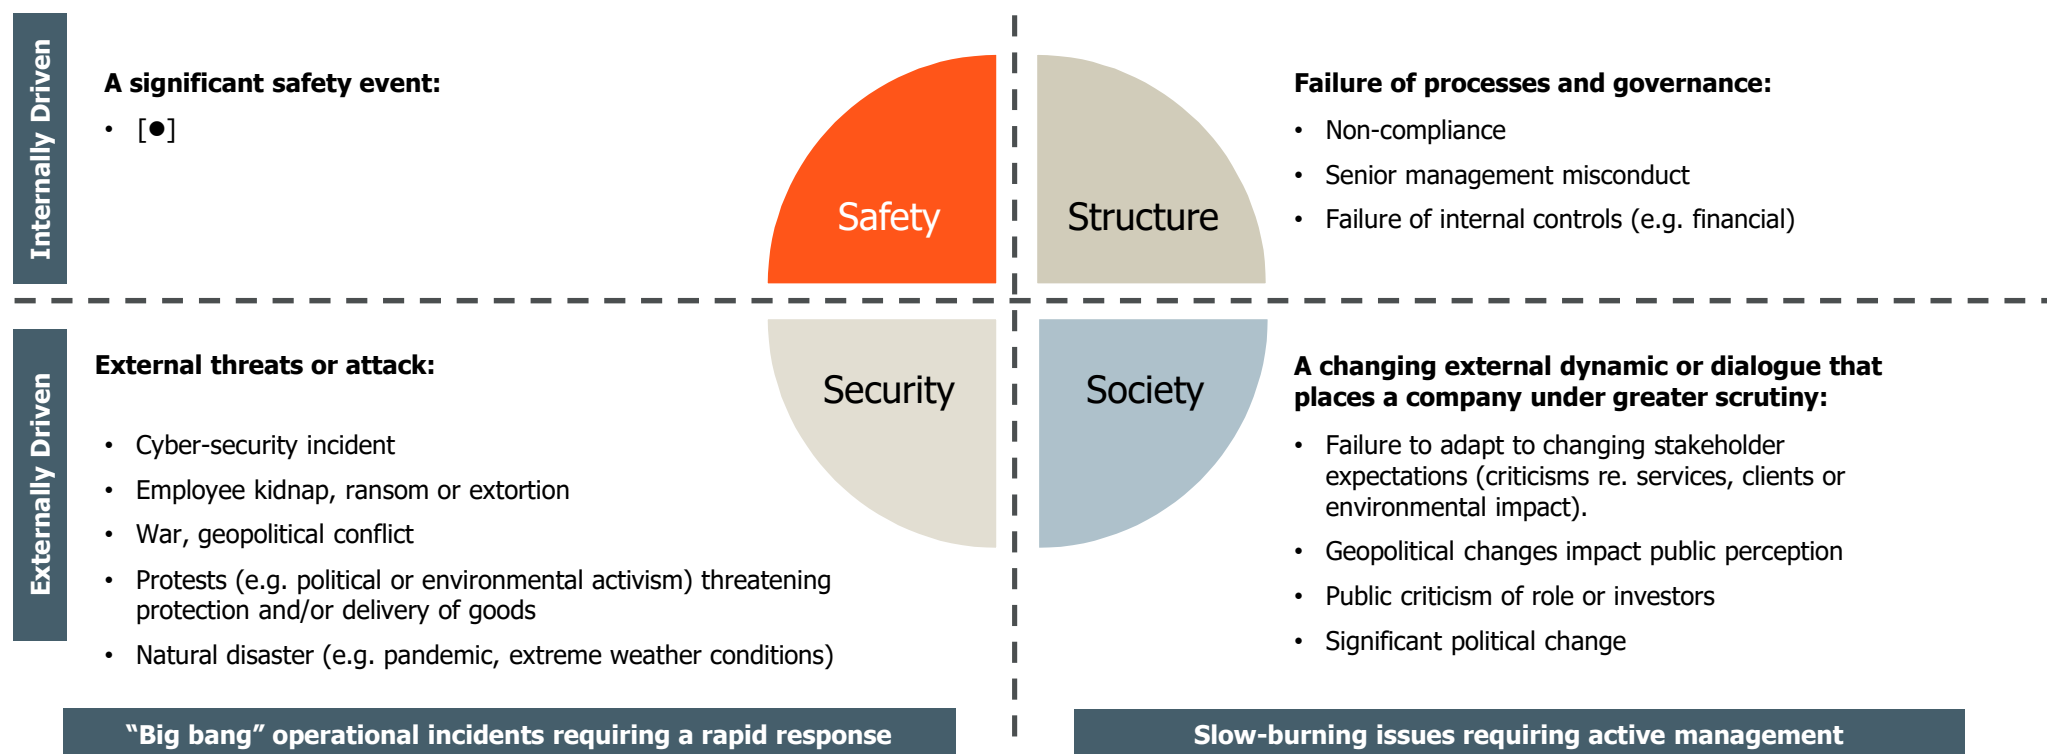 Internally Driven
A significant safety event:
• [●]
Safety
Structure
Failure of processes and governance:
• Non-compliance
• Senior management misconduct
• Failure of internal controls (e.g. financial)
Externally Driven
External threats or attack:
• Cyber-security incident
• Employee kidnap, ransom or extortion
• War, geopolitical conflict
• Protests (e.g. political or environmental activism) threatening
protection and/or delivery of goods
• Natural disaster (e.g. pandemic, extreme weather conditions)
Security
Society
A changing external dynamic or dialogue that
places a company under greater scrutiny:
• Failure to adapt to changing stakeholder
expectations (criticisms re. services, clients or
environmental impact).
• Geopolitical changes impact public perception
• Public criticism of role or investors
• Significant political change
“Big bang” operational incidents requiring a rapid response
Slow-burning issues requiring active management